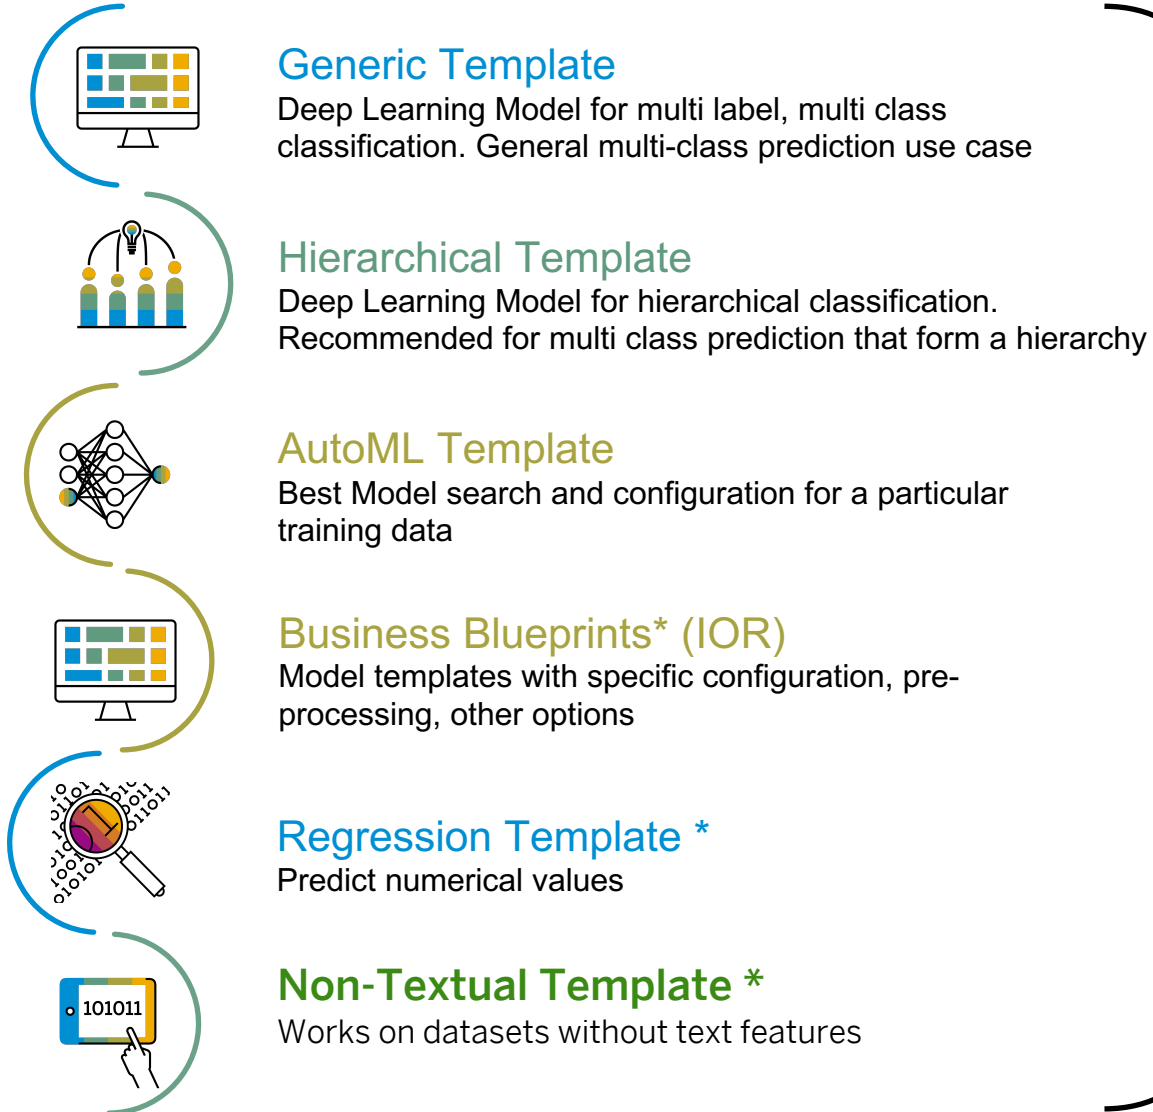 Generic Template
Deep Learning Model for multi label, multi class
classification. General multi-class prediction use case
Hierarchical Template
Deep Learning Model for hierarchical classification.
Recommended for multi class prediction that form a hierarchy
AutoML Template
Best Model search and configuration for a particular
training data
Business Blueprints* (IOR)
Model templates with specific configuration, pre-
processing, other options
Regression Template *
Predict numerical values
101011
Non-Textual Template *
Works on datasets without text features